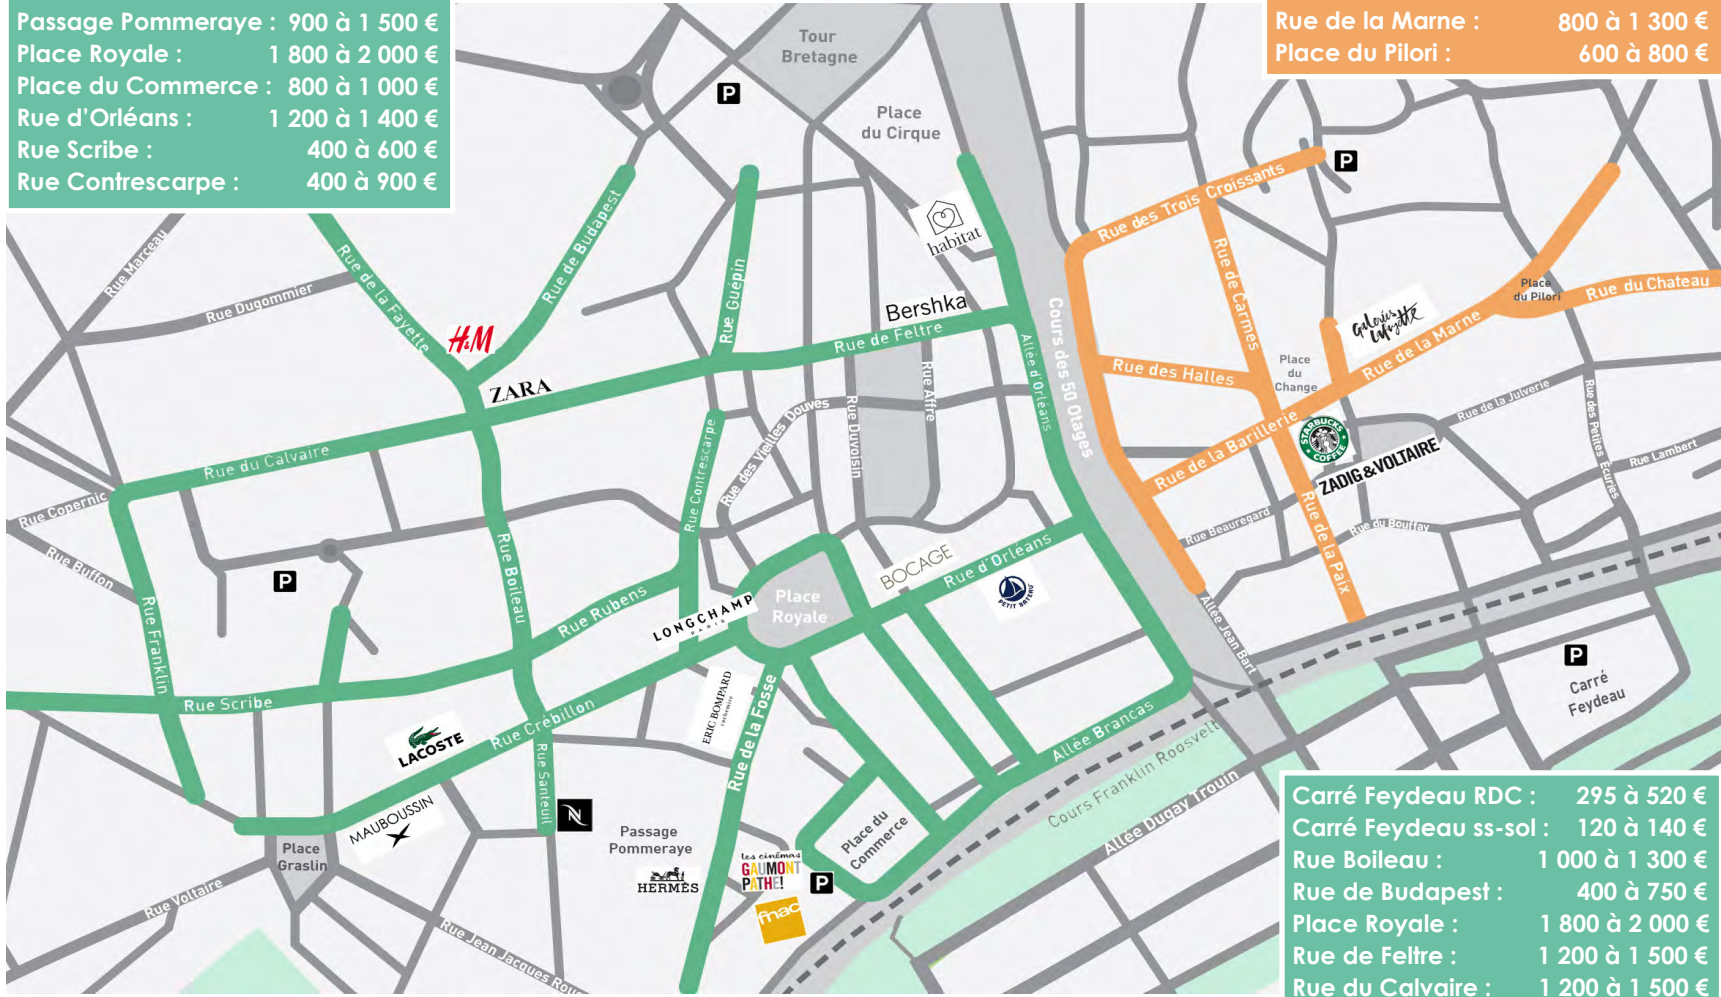 Passage Pommeraye : 900 à 1 500 €
Place Royale : 1 800 à 2 000 €
Place du Commerce : 800 à 1 000 €
Rue d'Orléans : 1 200 à 1 400 €
Rue Scribe : 400 à 600 €
Rue Contrescarpe : 400 à 900 €
Rue de la Marne : 800 à 1 300 €
Place du Pilori : 600 à 800 €
Tour
Bretagne
P
Place
du Cirque
P
Rue des Trois Croissants
habitat
Rue Marceau
Rue Dugommier
Rue de la Fayette
Rue de Budapest
Rue Guépin
H&M
ZARA
Bershka
Rue de Feltre
Allée d'Orléans
Cours des 50 Otages
Rue de Carmes
Rue des Halles
Place
du
Change
Galeries
Lafayette
Rue de la Marne
Place
du Pilori
Rue du Chateau
Rue du Calvaire
Rue Copernic
Rue Buffon
Rue Franklin
P
Rue Boileau
Rue Contrescarpe
Rue des Vieilles Douves
Rue Duvoisin
Rue Affre
Rue de la Barillerie
STARBUCKS
COFFEE
ZADIG & VOLTAIRE
Rue de la Julverie
Rue des Petites Écuries
Rue Lambert
Rue Beauregard
Rue du Bouffay
Rue de la Paix
Rue Rubens
LONGCHAMP
PARIS
Place
Royale
BOCAGE
Rue d'Orléans
PETIT BATEAU
Allée Jean Bart
P
Carré
Feydeau
Rue Scribe
LACOSTE
Rue Crébillon
ERIC BOMPARD
cachemire
Rue de la Fosse
Allée Brancas
Cours Franklin Roosvelt
Allée Dugay Trouin
MAUBOUSSIN
Rue Santeuil
N
Place
Graslin
Passage
Pommeraye
HERMÈS
Place du
Commerce
les cinémas
GAUMONT
PATHE!
P
fnac
Rue Voltaire
Rue Jean Jacques Rous
Carré Feydeau RDC : 295 à 520 €
Carré Feydeau ss-sol : 120 à 140 €
Rue Boileau : 1 000 à 1 300 €
Rue de Budapest : 400 à 750 €
Place Royale : 1 800 à 2 000 €
Rue de Feltre : 1 200 à 1 500 €
Rue du Calvaire : 1 200 à 1 500 €